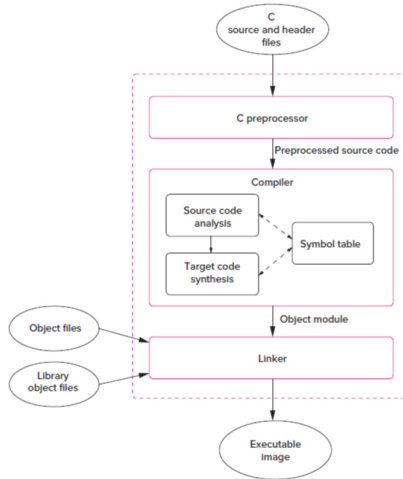 C
source and header
files
C preprocessor
Preprocessed source code
Compiler
Source code
analysis
Symbol table
Target code
synthesis
Object module
Object files
Linker
Library
object files
Executable
image